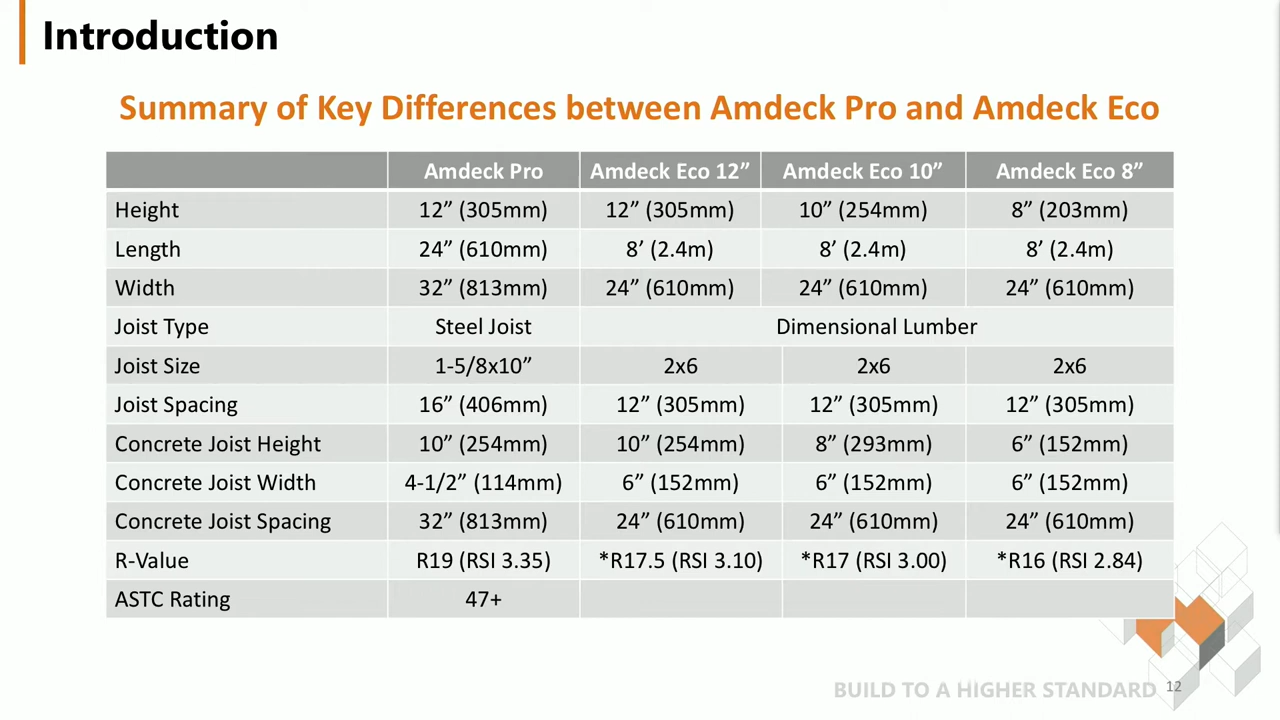 Introduction
Summary of Key Differences between Amdeck Pro and Amdeck Eco
Amdeck Pro Amdeck Eco 12” Amdeck Eco 10” Amdeck Eco 8”
Height 12” (305mm) 12” (305mm) 10” (254mm) 8” (203mm)
Length 24” (610mm) 8’ (2.4m) 8’ (2.4m) 8’ (2.4m)
Width 32” (813mm) 24” (610mm) 24” (610mm) 24” (610mm)
Joist Type Steel Joist Dimensional Lumber
Joist Size 1-5/8x10” 2x6 2x6 2x6
Joist Spacing 16” (406mm) 12” (305mm) 12” (305mm) 12” (305mm)
Concrete Joist Height 10” (254mm) 10” (254mm) 8” (293mm) 6” (152mm)
Concrete Joist Width 4-1/2” (114mm) 6” (152mm) 6” (152mm) 6” (152mm)
Concrete Joist Spacing 32” (813mm) 24” (610mm) 24” (610mm) 24” (610mm)
R-Value R19 (RSI 3.35) *R17.5 (RSI 3.10) *R17 (RSI 3.00) *R16 (RSI 2.84)
ASTC Rating 47+
BUILD TO A HIGHER STANDARD 12